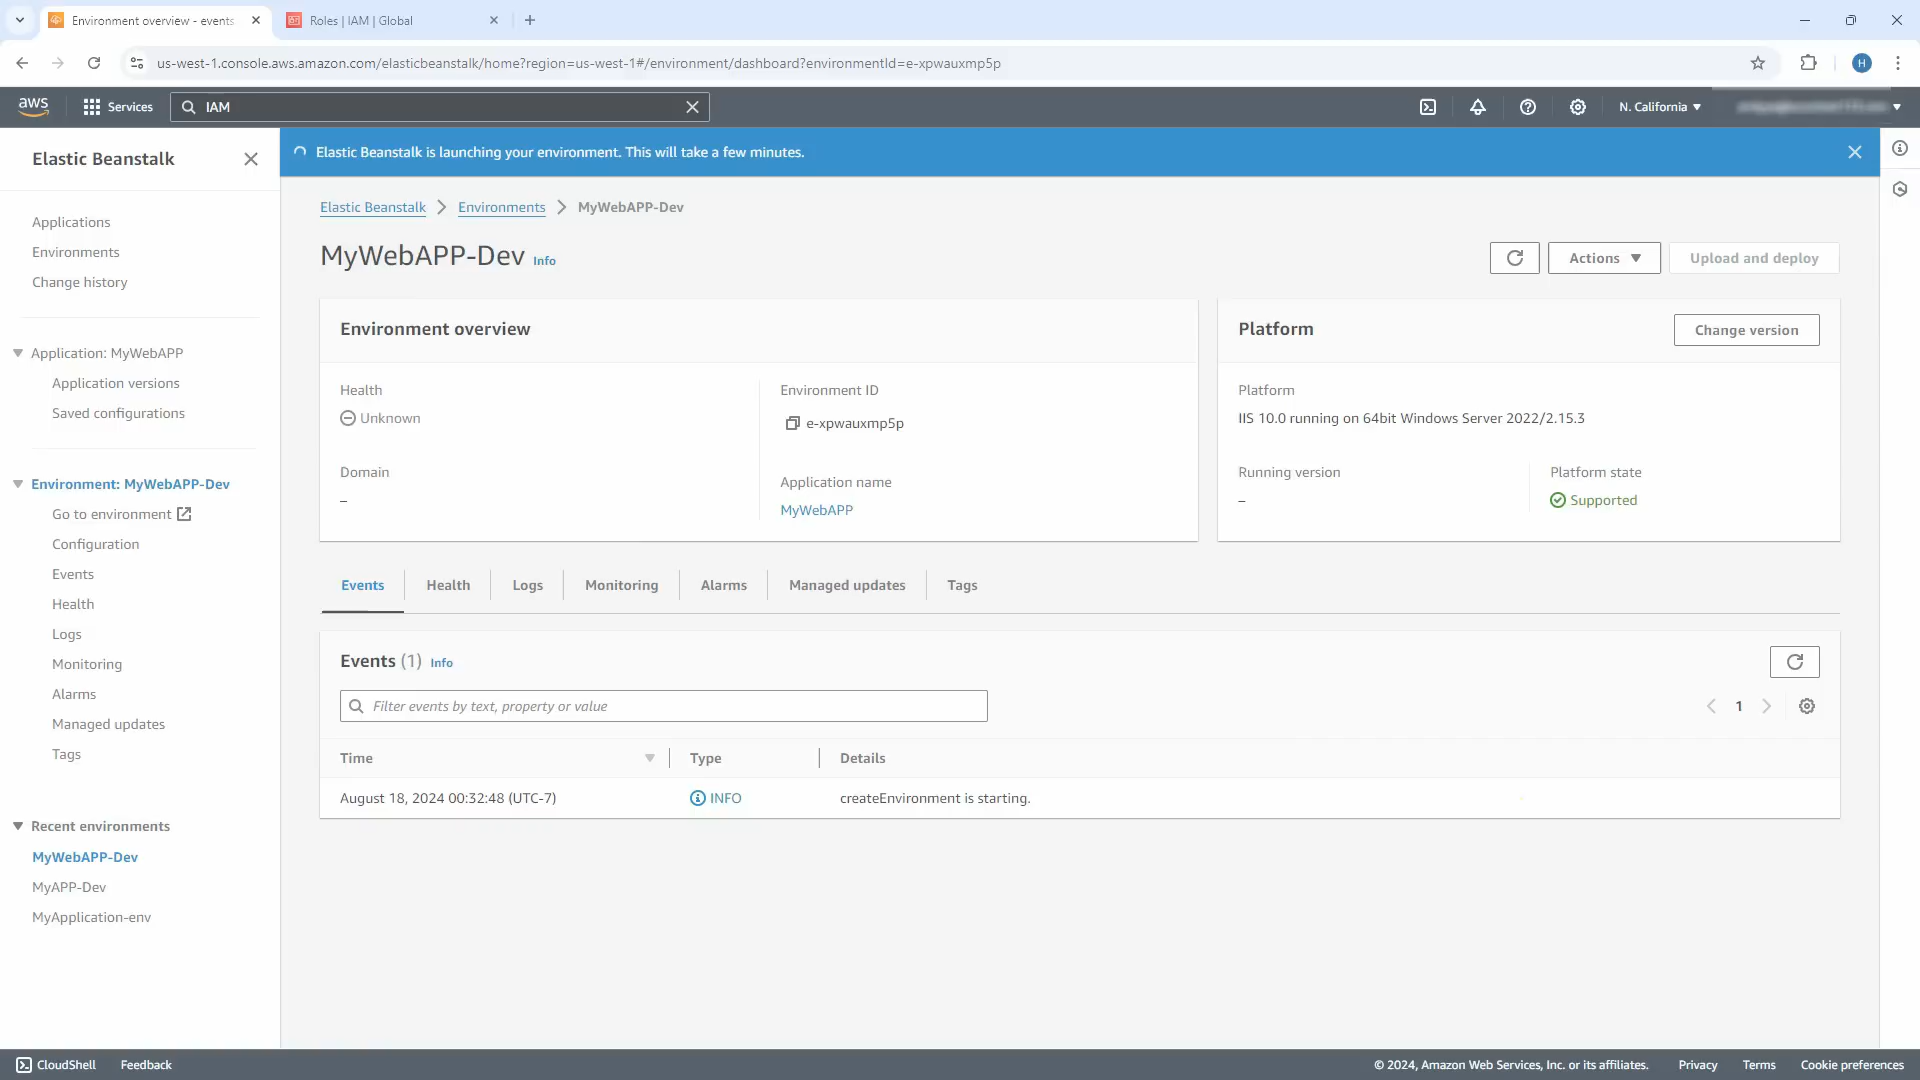 Environment overview - events
Roles | IAM | Global
us-west-1.console.aws.amazon.com/elasticbeanstalk/home?region=us-west-1#/environment/dashboard?environmentId=e-xpwauxmp5p
H
aws
Services
IAM
N. California
Elastic Beanstalk
Elastic Beanstalk is launching your environment. This will take a few minutes.
Applications
Environments
Change history
Application: MyWebAPP
Application versions
Saved configurations
Environment: MyWebAPP-Dev
Go to environment
Configuration
Events
Health
Logs
Monitoring
Alarms
Managed updates
Tags
Recent environments
MyWebAPP-Dev
MyAPP-Dev
MyApplication-env
Elastic Beanstalk > Environments > MyWebAPP-Dev
MyWebAPP-Dev Info
Actions
Upload and deploy
Environment overview
Health
Unknown
Domain
–
Environment ID
e-xpwauxmp5p
Application name
MyWebAPP
Platform
Change version
Platform
IIS 10.0 running on 64bit Windows Server 2022/2.15.3
Running version
–
Platform state
Supported
Events Health Logs Monitoring Alarms Managed updates Tags
Events (1) Info
Filter events by text, property or value
1
Time Type Details
August 18, 2024 00:32:48 (UTC-7) INFO createEnvironment is starting.
CloudShell Feedback
© 2024, Amazon Web Services, Inc. or its affiliates. Privacy Terms Cookie preferences